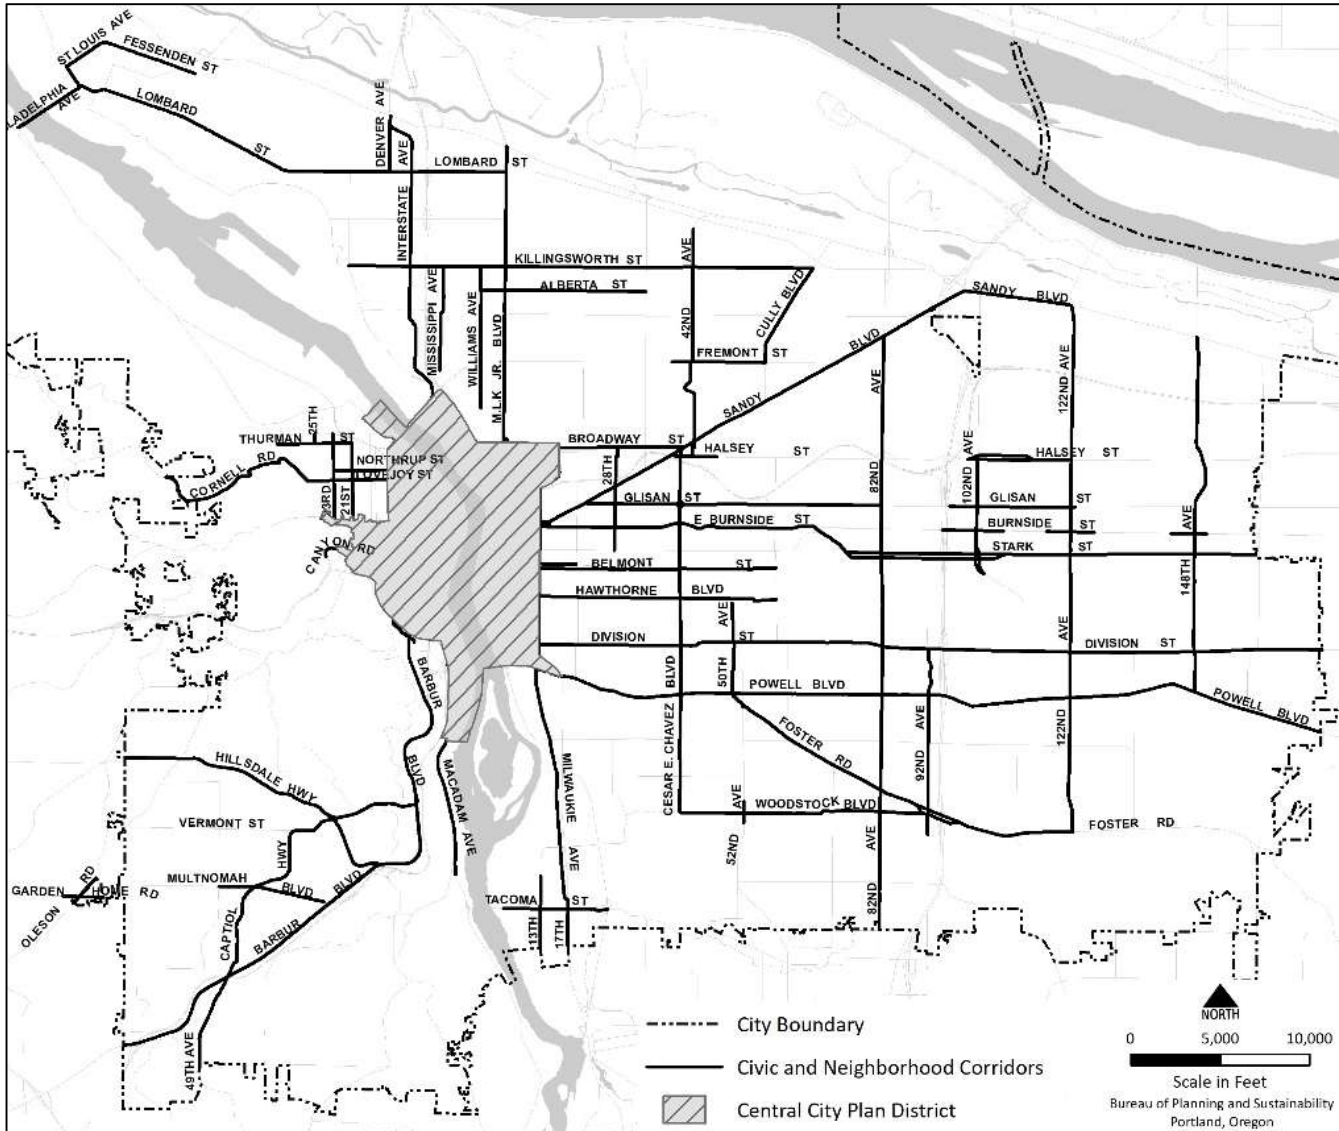 ST LOUIS AVE
FESSENDEN ST
LADELPHIA AVE
LOMBARD ST
DENVER AVE
LOMBARD ST
INTERSTATE AVE
KILLINGSWORTH ST
ALBERTA ST
MISSISSIPPI AVE
WILLIAMS AVE
M.L.K JR. BLVD
42ND AVE
CULLY BLVD
FREMONT ST
SANDY BLVD
SANDY BLVD
82ND AVE
122ND AVE
25TH
THURMAN ST
NORTHRUP ST
LOVEJOY ST
CORNELL RD
23RD
21ST
CANYON RD
BROADWAY ST
HALSEY ST
28TH
102ND AVE
HALSEY ST
GLISAN ST
GLISAN ST
E BURNSIDE ST
BURNSIDE ST
STARK ST
148TH AVE
BELMONT ST
HAWTHORNE BLVD
DIVISION ST
DIVISION ST
50TH AVE
POWELL BLVD
POWELL BLVD
CESAR E. CHAVEZ BLVD
FOSTER RD
92ND AVE
122ND AVE
BARBUR BLVD
MACADAM AVE
MILWAUKIE AVE
HILLSDALE HWY
VERMONT ST
WOODSTOCK BLVD
52ND AVE
FOSTER RD
82ND AVE
GARDEN HOME RD
OLESON RD
MULTNOMAH BLVD
CAPTIOL HWY
BARBUR BLVD
TACOMA ST
13TH
17TH
49TH AVE
City Boundary
Civic and Neighborhood Corridors
Central City Plan District
NORTH
0 5,000 10,000
Scale in Feet
Bureau of Planning and Sustainability
Portland, Oregon